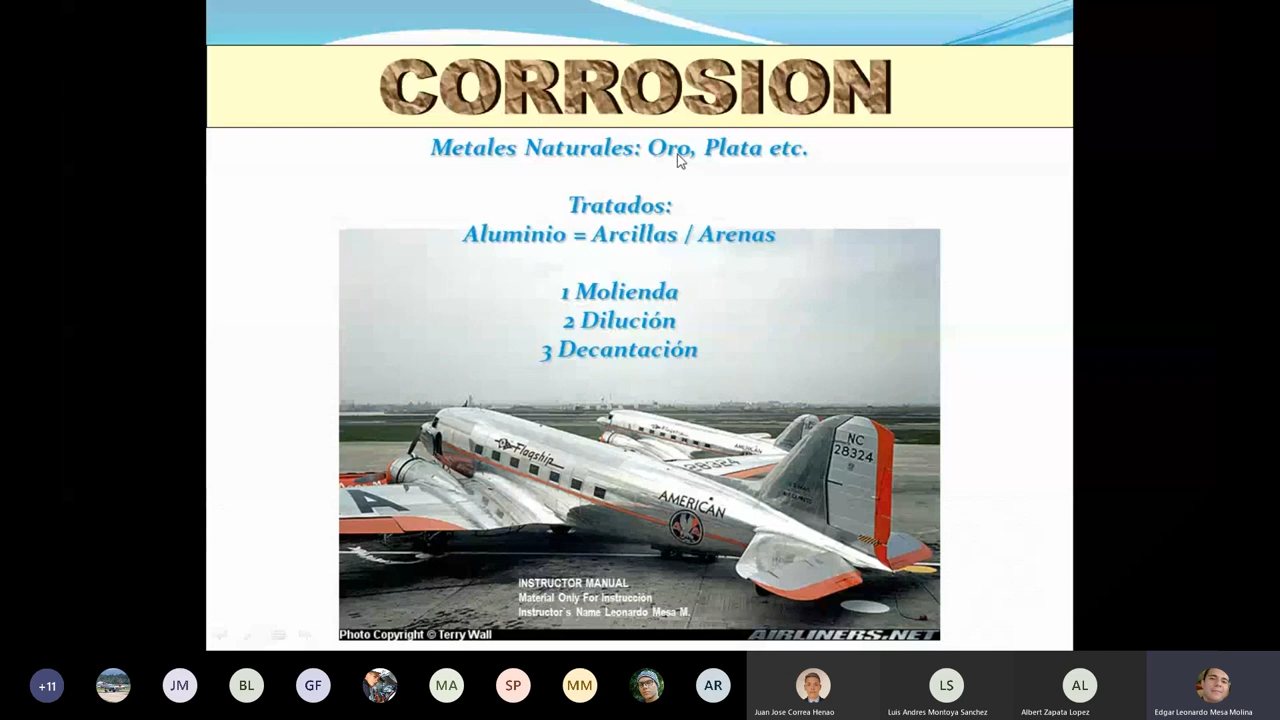 CORROSION
Metales Naturales: Oro, Plata etc.
Tratados:
Aluminio = Arcillas / Arenas
1 Molienda
2 Dilución
3 Decantación
NC
28324
28324
Flagship
AMERICAN
AMERICAN
A
INSTRUCTOR MANUAL
Material Only For Instrucción
Instructor´s Name Leonardo Mesa M.
Photo Copyright © Terry Wall
AIRLINERS.NET
+11
JM
BL
GF
MA
SP
MM
AR
LS
AL
Juan Jose Correa Henao
Luis Andres Montoya Sanchez
Albert Zapata Lopez
Edgar Leonardo Mesa Molina